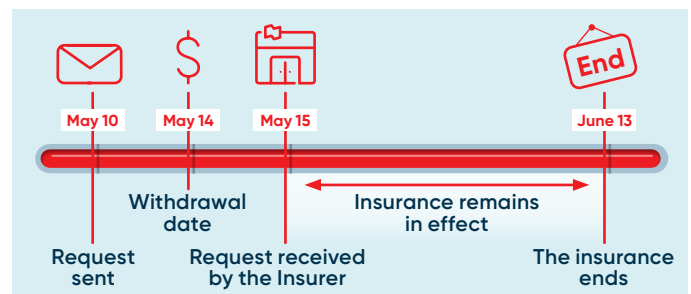 End
May 10
May 14
May 15
June 13
Withdrawal
date
Insurance remains
in effect
Request
sent
Request received
by the Insurer
The insurance
ends